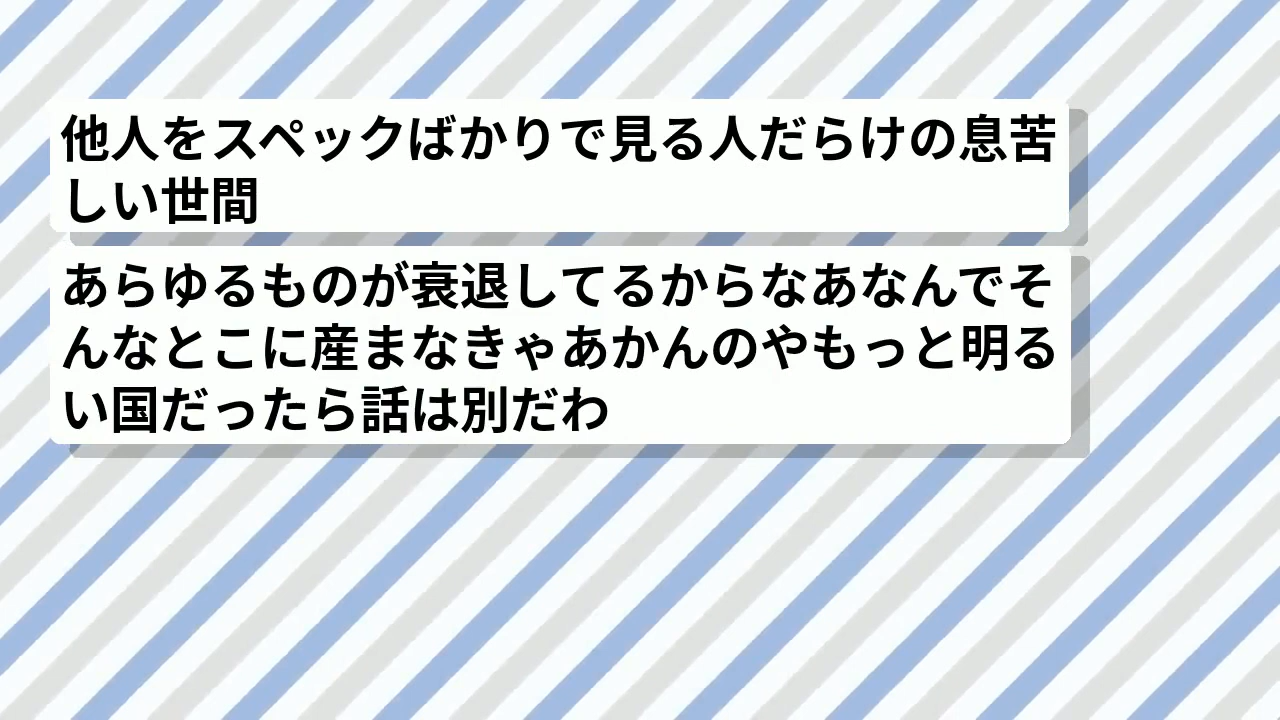 他人をスペックばかりで見る人だらけの息苦
しい世間
あらゆるものが衰退してるからなあなんでそ
んなとこに産まなきゃあかんのやもっと明る
い国だったら話は別だわ